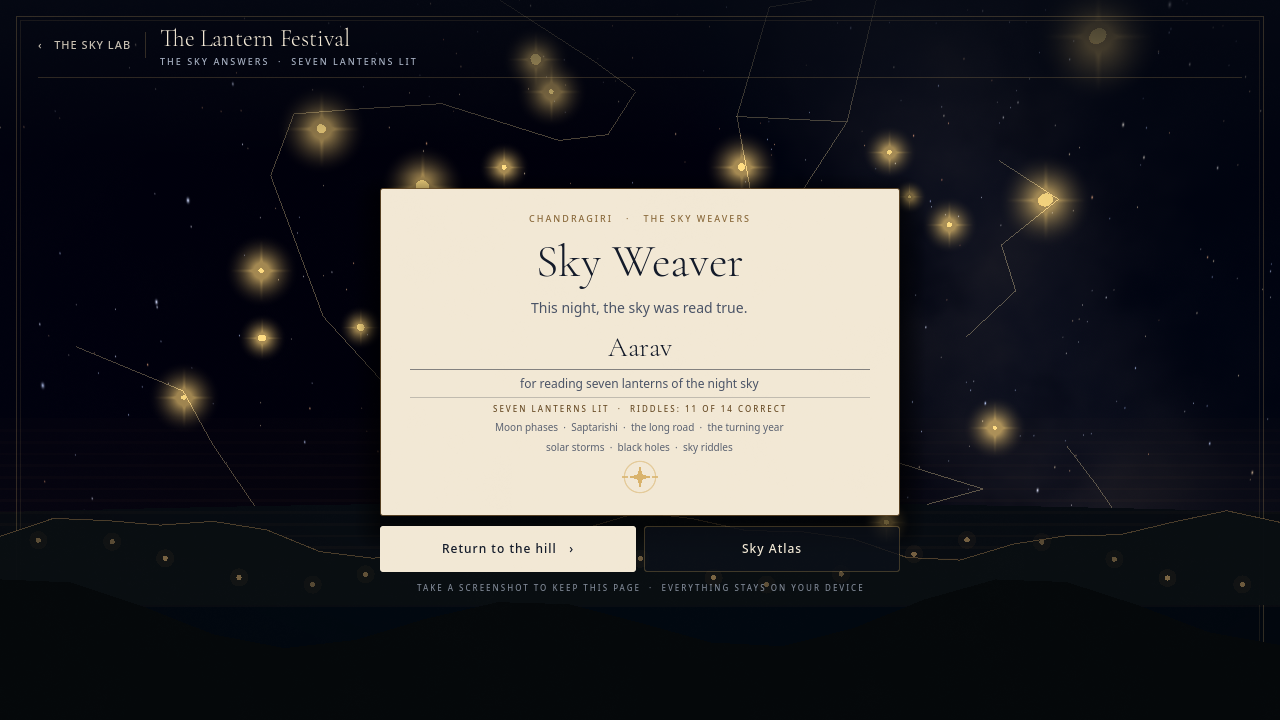 ‹ THE SKY LAB
The Lantern Festival
THE SKY ANSWERS · SEVEN LANTERNS LIT
CHANDRAGIRI · THE SKY WEAVERS
Sky Weaver
This night, the sky was read true.
Aarav
for reading seven lanterns of the night sky
SEVEN LANTERNS LIT · RIDDLES: 11 OF 14 CORRECT
Moon phases · Saptarishi · the long road · the turning year
solar storms · black holes · sky riddles
Return to the hill ›
Sky Atlas
TAKE A SCREENSHOT TO KEEP THIS PAGE · EVERYTHING STAYS ON YOUR DEVICE